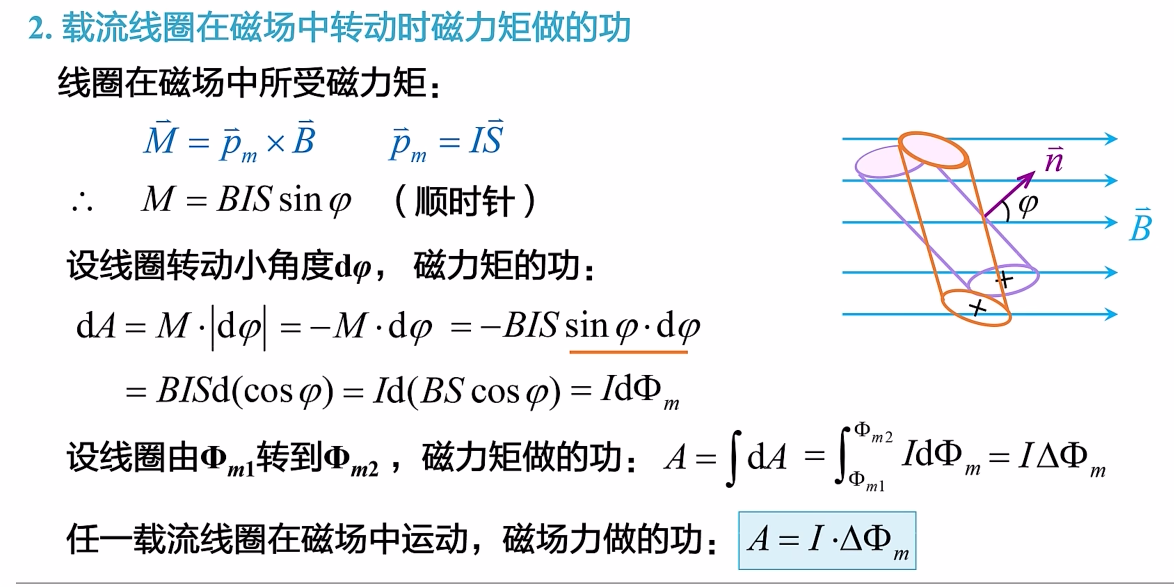 2. 载流线圈在磁场中转动时磁力矩做的功
线圈在磁场中所受磁力矩：
$\vec{M} = \vec{p}_m \times \vec{B}$  $\vec{p}_m = I\vec{S}$
∴ $M = BIS\sin\varphi$ （顺时针）
设线圈转动小角度dφ， 磁力矩的功：
$\mathrm{d}A = M \cdot |\mathrm{d}\varphi| = -M \cdot \mathrm{d}\varphi = -BIS\sin\varphi \cdot \mathrm{d}\varphi$
$= BIS\mathrm{d}(\cos\varphi) = I\mathrm{d}(BS\cos\varphi) = I\mathrm{d}\Phi_m$
设线圈由$\Phi_{m1}$转到$\Phi_{m2}$ ，磁力矩做的功： $A = \int \mathrm{d}A = \int_{\Phi_{m1}}^{\Phi_{m2}} I\mathrm{d}\Phi_m = I\Delta\Phi_m$
任一载流线圈在磁场中运动，磁场力做的功： $A = I \cdot \Delta\Phi_m$
$\vec{n}$
$\varphi$
$\vec{B}$
+
+